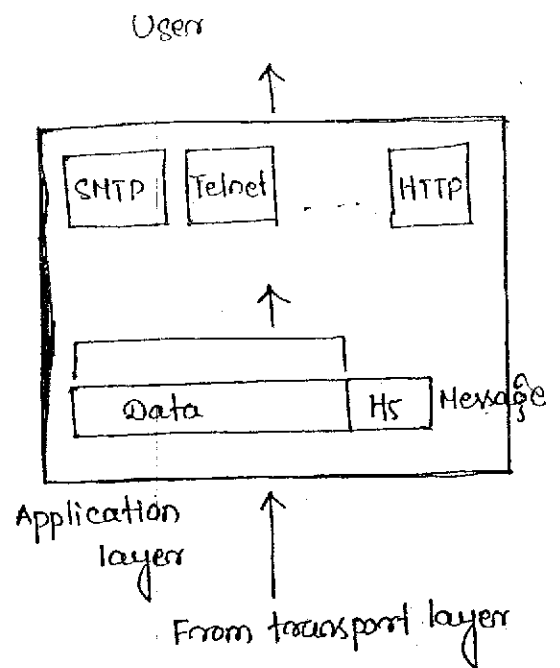 User
SMTP Telnet .... HTTP
Data H5 Message
Application
layer
From transport layer